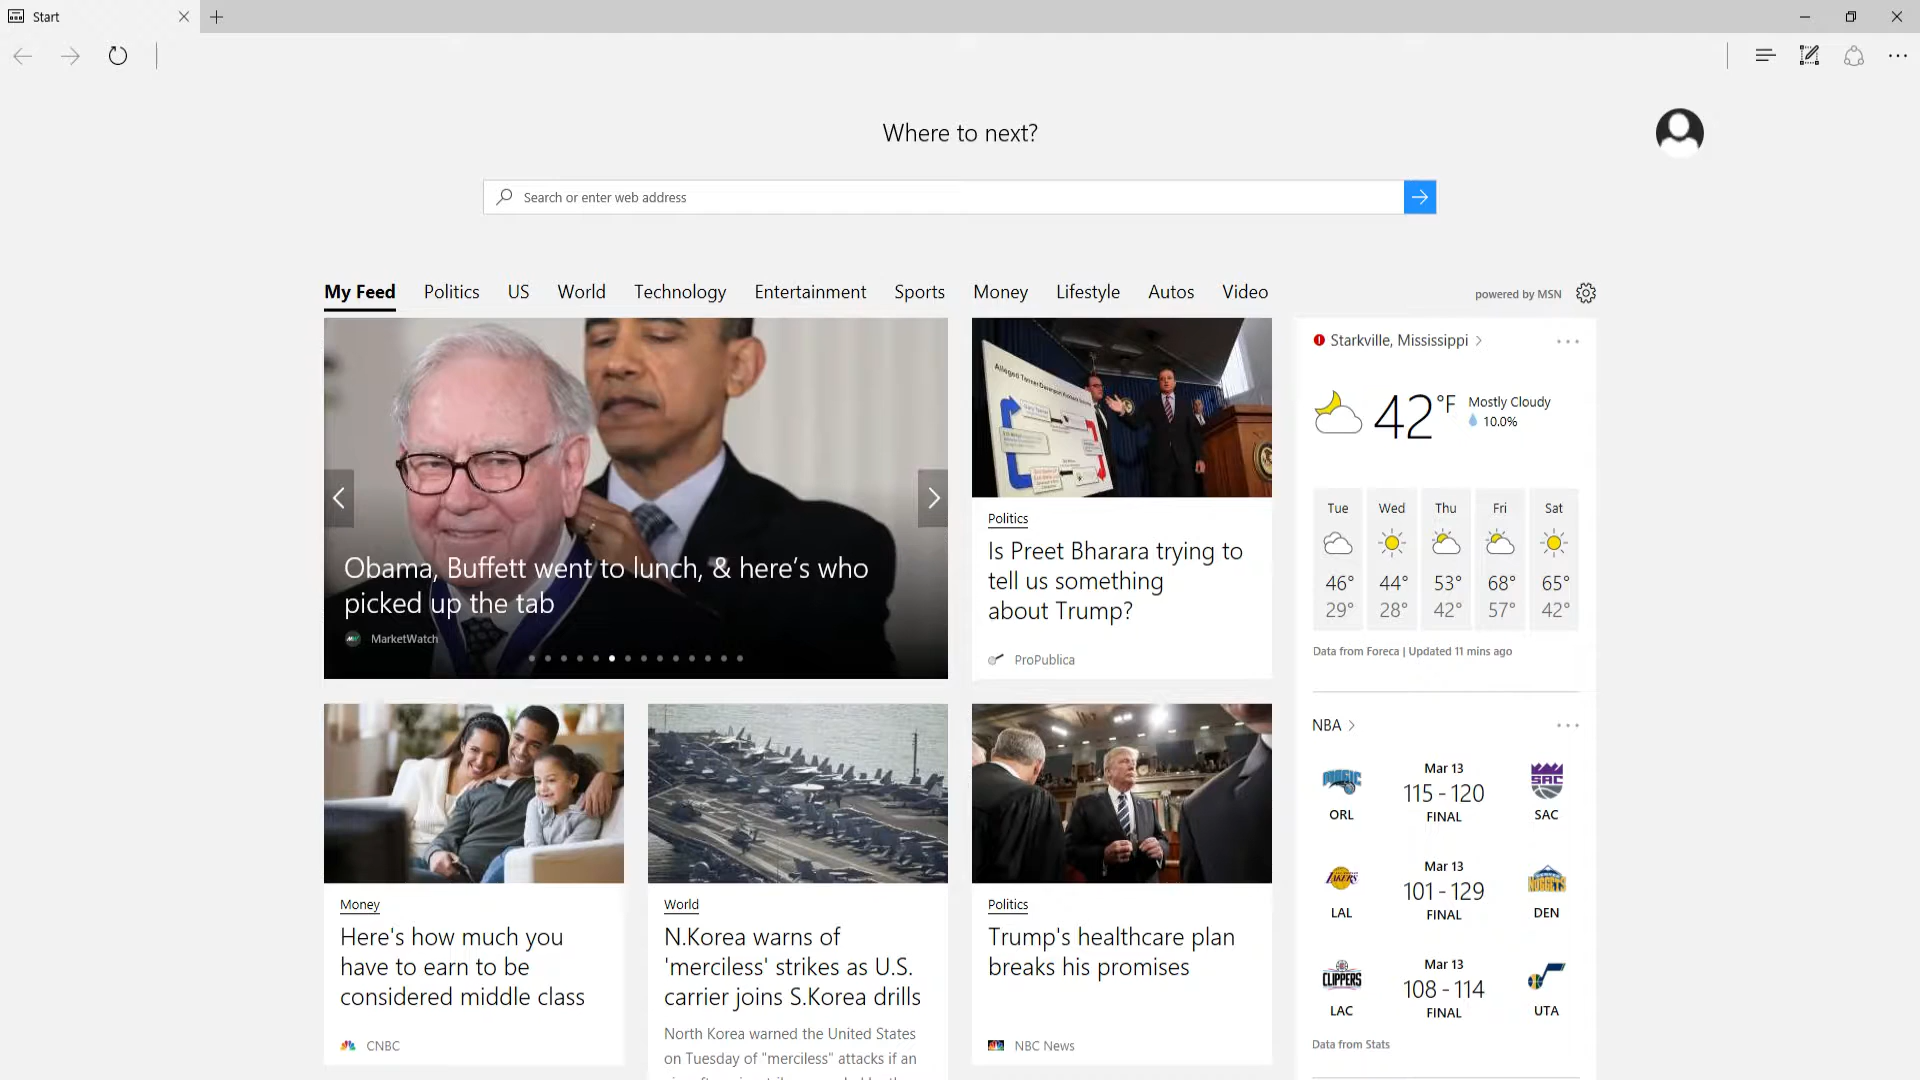 Start
Where to next?
Search or enter web address
My Feed
Politics
US
World
Technology
Entertainment
Sports
Money
Lifestyle
Autos
Video
powered by MSN
Obama, Buffett went to lunch, & here’s who
picked up the tab
MarketWatch
Politics
Is Preet Bharara trying to
tell us something
about Trump?
ProPublica
Money
Here's how much you
have to earn to be
considered middle class
CNBC
World
N.Korea warns of
'merciless' strikes as U.S.
carrier joins S.Korea drills
North Korea warned the United States
on Tuesday of "merciless" attacks if an
Politics
Trump's healthcare plan
breaks his promises
NBC News
Starkville, Mississippi
42°F
Mostly Cloudy
10.0%
Tue Wed Thu Fri Sat
46° 44° 53° 68° 65°
29° 28° 42° 57° 42°
Data from Foreca | Updated 11 mins ago
NBA
Mar 13
115 - 120
ORL FINAL SAC
Mar 13
101 - 129
LAL FINAL DEN
Mar 13
108 - 114
LAC FINAL UTA
Data from Stats